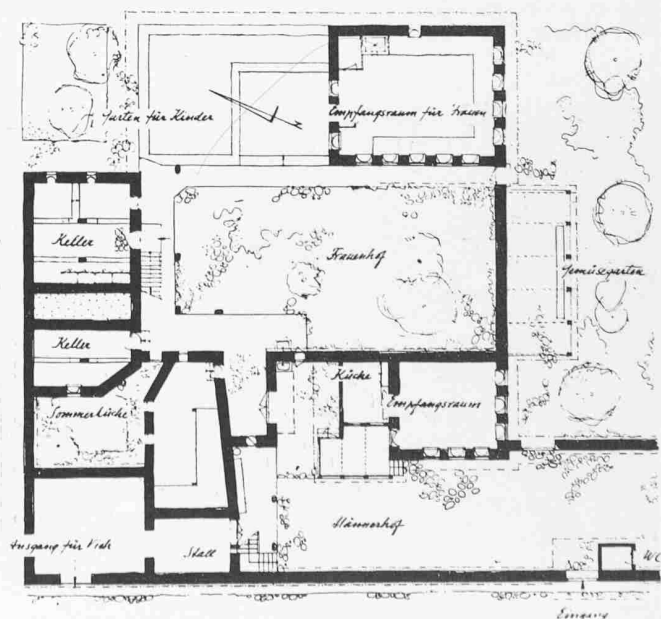 Garten für Kinder
Empfangsraum für Frauen
Keller
Frauenhof
Gemüsegarten
Keller
Küche
Sommerküche
Empfangsraum
Männerhof
Ausgang für Vieh
Stall
WC
Eingang